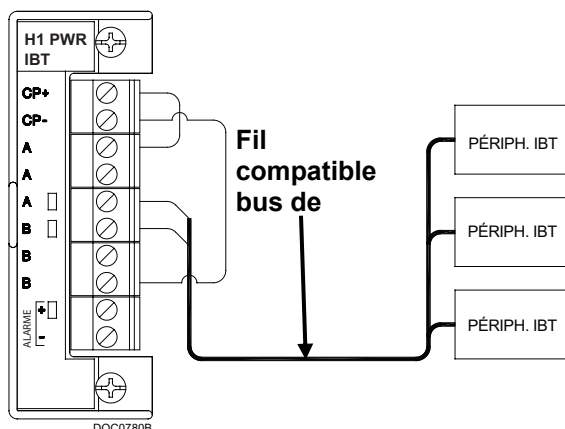 H1 PWR
IBT
CP+
CP-
A
A
A
B
B
B
ALARME
+
-
Fil
compatible
bus de
PÉRIPH. IBT
PÉRIPH. IBT
PÉRIPH. IBT
DOC0780B